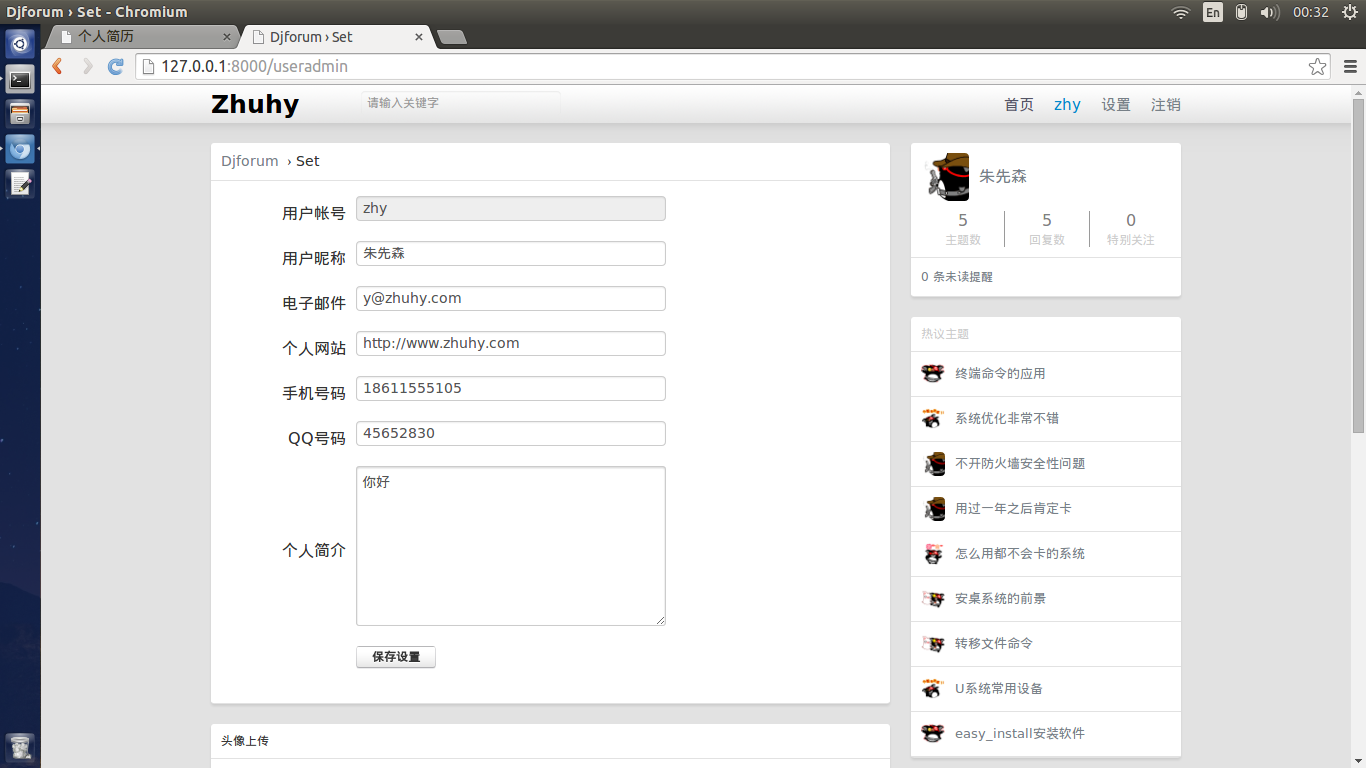 Djforum › Set - Chromium
En
00:32
个人简历
Djforum › Set
127.0.0.1:8000/useradmin
Zhuhy
请输入关键字
首页 zhy 设置 注销
Djforum › Set
用户帐号 zhy
用户昵称 朱先森
电子邮件 y@zhuhy.com
个人网站 http://www.zhuhy.com
手机号码 18611555105
QQ号码 45652830
个人简介 你好
保存设置
头像上传
朱先森
5 5 0
主题数 回复数 特别关注
0 条未读提醒
热议主题
终端命令的应用
系统优化非常不错
不开防火墙安全性问题
用过一年之后肯定卡
怎么用都不会卡的系统
安桌系统的前景
转移文件命令
U系统常用设备
easy_install安装软件